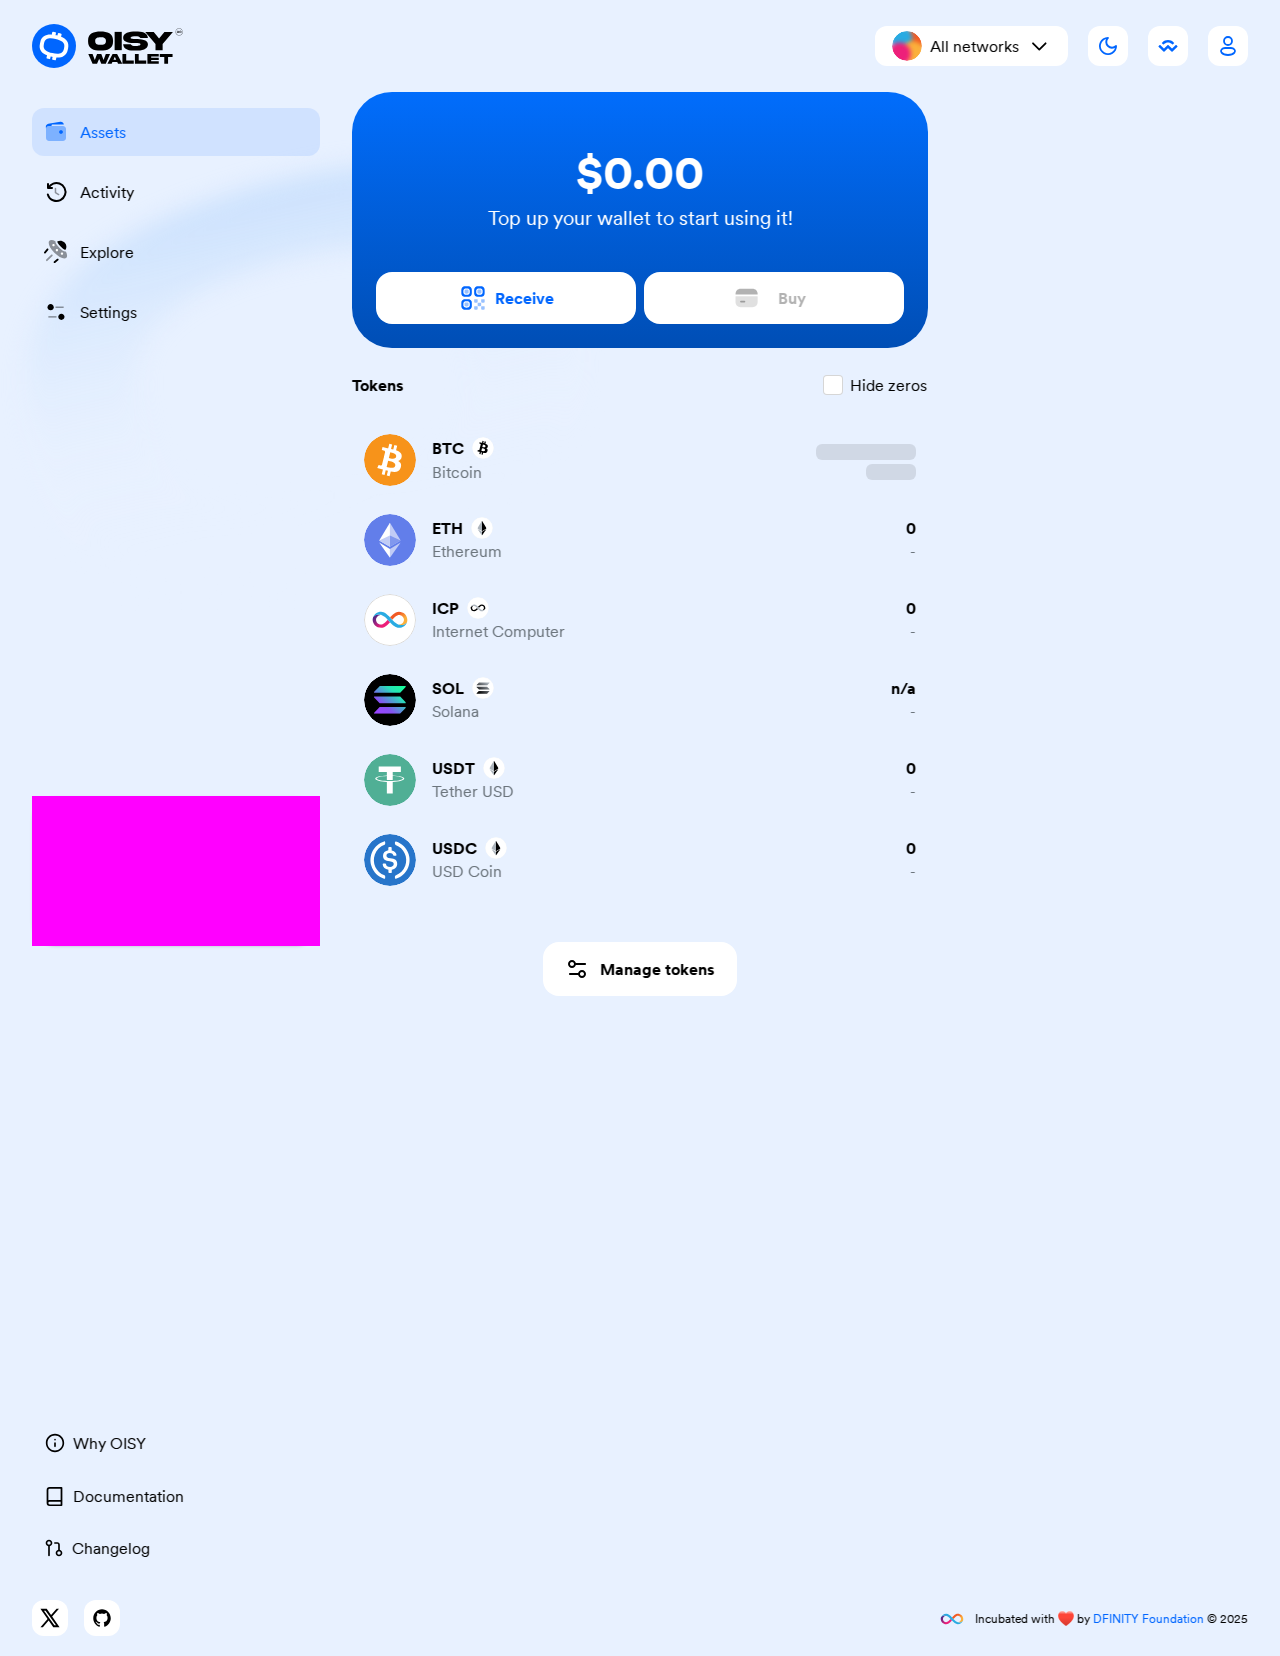 OISY
WALLET
All networks
Assets
Activity
Explore
Settings
$0.00
Top up your wallet to start using it!
Receive
Buy
Tokens
Hide zeros
BTC
Bitcoin
ETH
0
Ethereum
-
ICP
0
Internet Computer
-
SOL
n/a
Solana
-
USDT
0
Tether USD
-
USDC
0
USD Coin
-
Manage tokens
Why OISY
Documentation
Changelog
Incubated with ❤️ by DFINITY Foundation © 2025